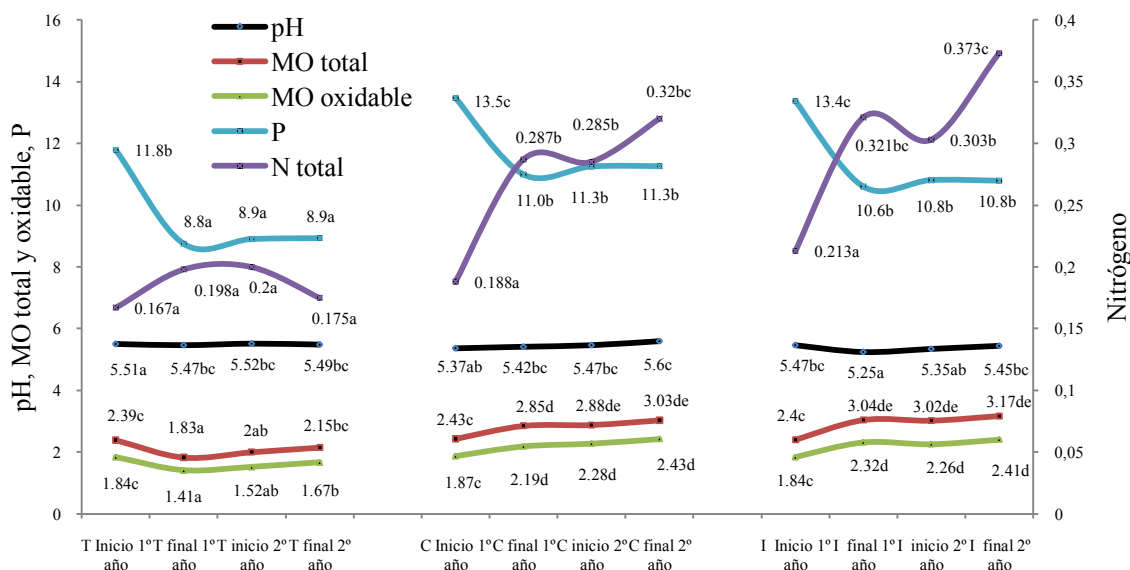 pH, MO total y oxidable, P
16
14
12
10
8
6
4
2
0
pH
MO total
MO oxidable
P
N total
11.8b
8.8a
8.9a
8.9a
0.167a
0.198a
0.2a
0.175a
5.51a
5.47bc
5.52bc
5.49bc
2.39c
1.83a
2ab
2.15bc
1.84c
1.41a
1.52ab
1.67b
13.5c
0.287b
0.285b
0.32bc
11.0b
11.3b
11.3b
0.188a
5.37ab
5.42bc
5.47bc
5.6c
2.43c
2.85d
2.88de
3.03de
1.87c
2.19d
2.28d
2.43d
13.4c
0.321bc
0.303b
0.373c
10.6b
10.8b
10.8b
0.213a
5.47bc
5.25a
5.35ab
5.45bc
2.4c
3.04de
3.02de
3.17de
1.84c
2.32d
2.26d
2.41d
0,4
0,35
0,3
0,25
0,2
0,15
0,1
0,05
0
Nitrógeno
T Inicio 1º
año
T final 1º
año
T inicio 2º
año
T final 2º
año
C Inicio 1º
año
C final 1º
año
C inicio 2º
año
C final 2º
año
I Inicio 1º
año
I final 1º
año
I inicio 2º
año
I final 2º
año